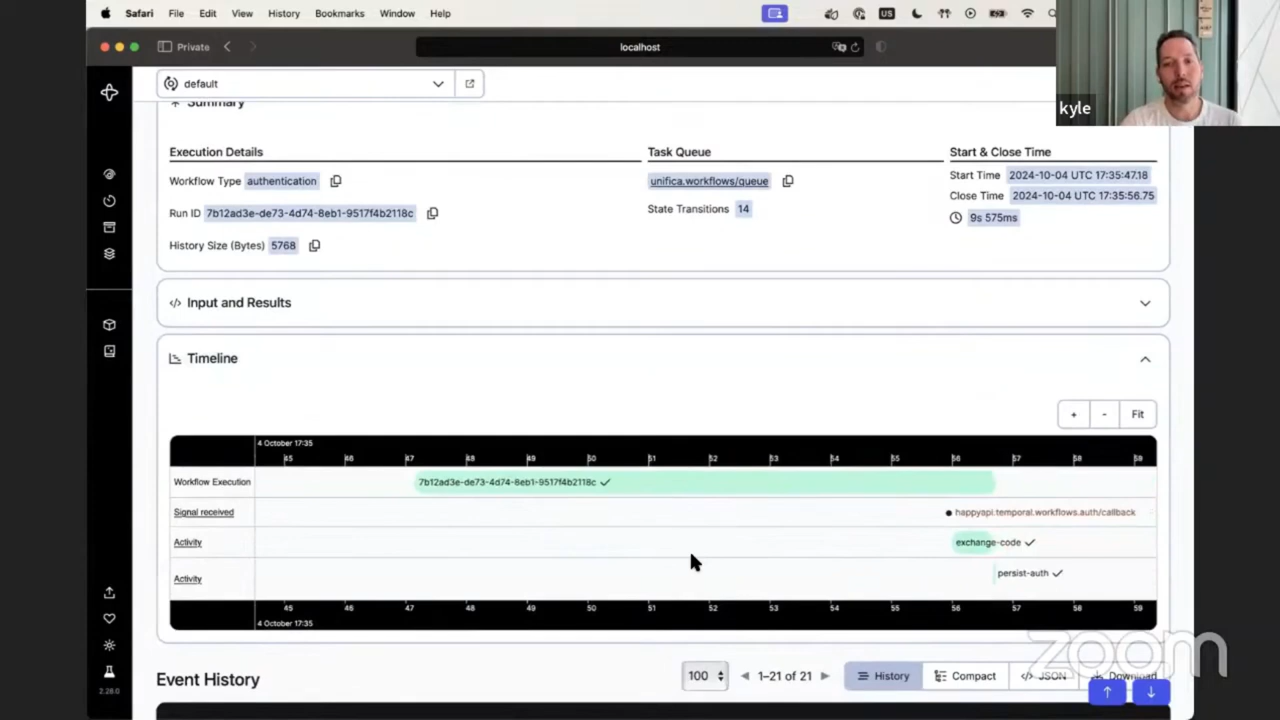 Safari File Edit View History Bookmarks Window Help US
Private localhost
kyle
default
Summary
Execution Details Task Queue Start & Close Time
Workflow Type authentication unifica.workflows/queue Start Time 2024-10-04 UTC 17:35:47.18
State Transitions 14 Close Time 2024-10-04 UTC 17:35:56.75
Run ID 7b12ad3e-de73-4d74-8eb1-9517f4b2118c 9s 575ms
History Size (Bytes) 5768
Input and Results
Timeline
+ - Fit
4 October 17:35
45 46 47 48 49 50 51 52 53 54 55 56 57 58 59
Workflow Execution 7b12ad3e-de73-4d74-8eb1-9517f4b2118c
Signal received happyapi.temporal.workflows.auth/callback
Activity exchange-code
Activity persist-auth
45 46 47 48 49 50 51 52 53 54 55 56 57 58 59
4 October 17:35
zoom
Event History 100 1–21 of 21 History Compact JSON Download
2.28.0